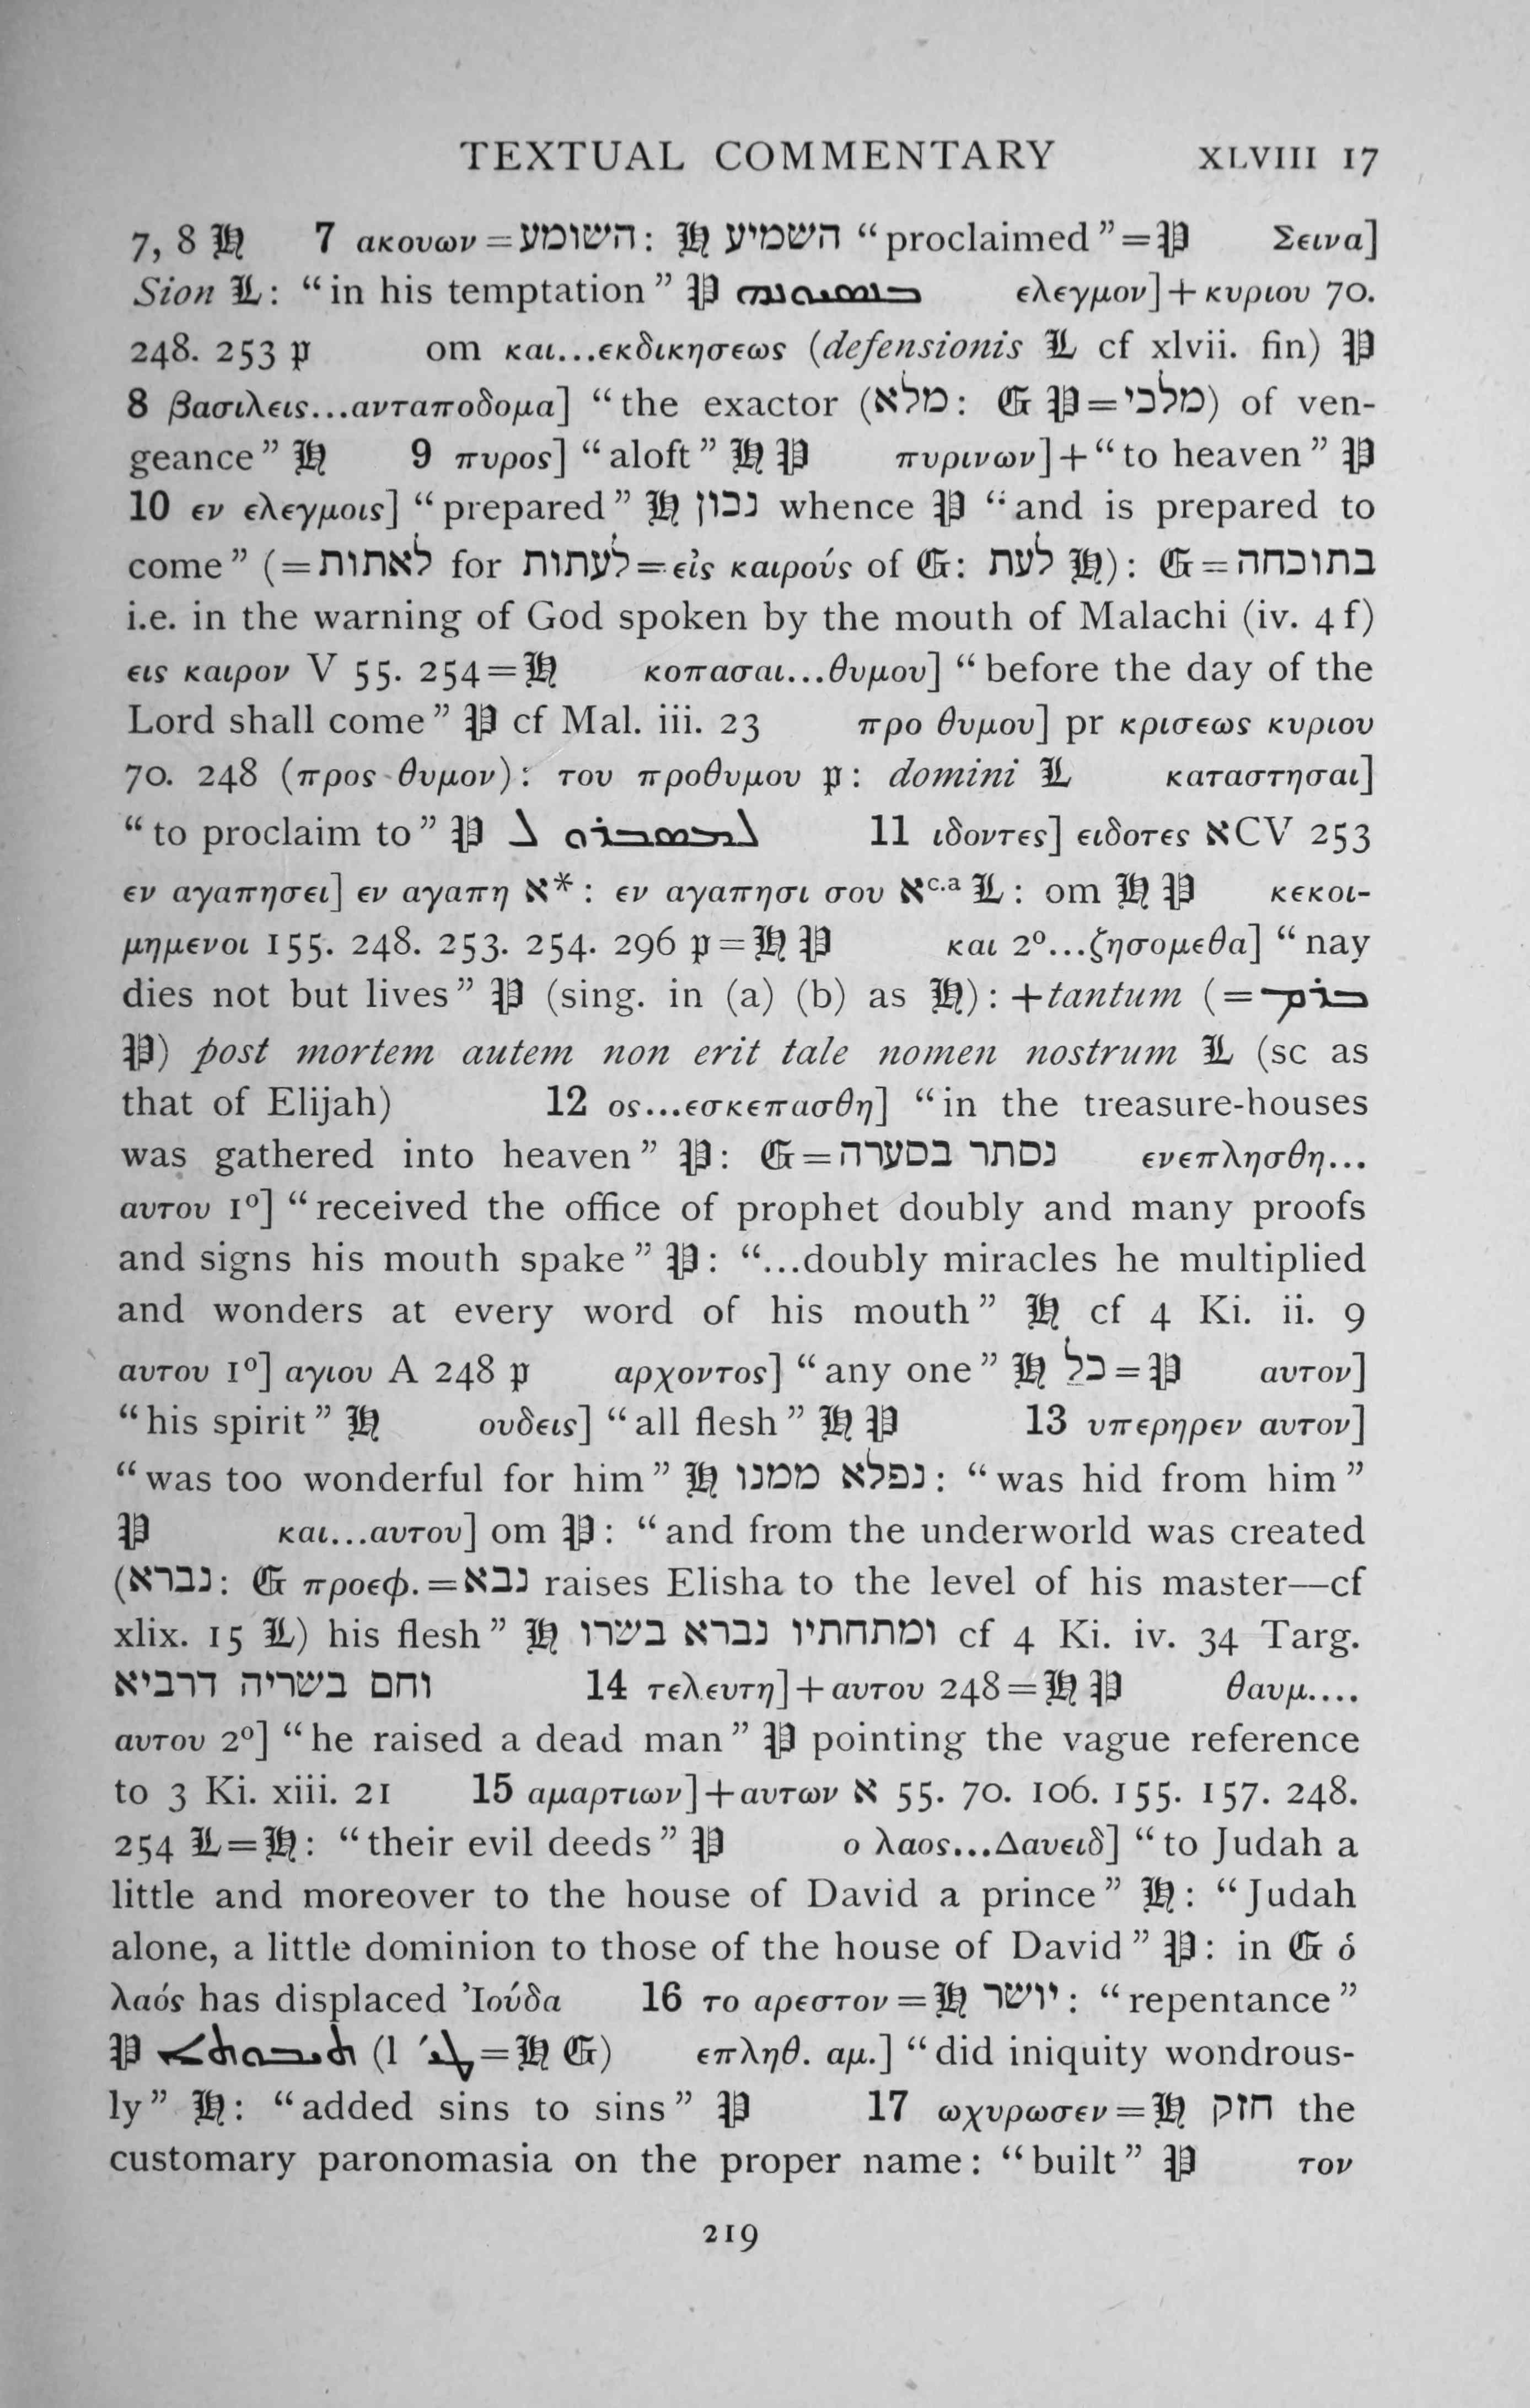 TEXTUAL COMMENTARY XLVIII 17
7, 8 ℌ 7 ακουων = השומע : ℌ השמיע “proclaimed” = 𝔓 Σεινα]
Sion 𝔏 : “in his temptation” 𝔓 ܒܢܣܝܘܢܗ ελεγμον] + κυριου 70.
248. 253 𝔭 om και...εκδικησεως (defensionis 𝔏 cf xlvii. fin) 𝔓
8 βασιλεις...ανταποδομα] “the exactor (מלא : 𝔊 𝔓 = מלכי) of ven-
geance” ℌ 9 πυρος] “aloft” ℌ 𝔓 πυρινων] + “to heaven” 𝔓
10 εν ελεγμοις] “prepared” ℌ נכון whence 𝔓 “and is prepared to
come” (= לאתות for לעתות = εἰς καιρούς of 𝔊 : לעת ℌ) : 𝔊 = בתוכחה
i.e. in the warning of God spoken by the mouth of Malachi (iv. 4 f)
εις καιρον V 55. 254 = ℌ κοπασαι...θυμου] “before the day of the
Lord shall come” 𝔓 cf Mal. iii. 23 προ θυμου] pr κρισεως κυριου
70. 248 (προς θυμον) : του προθυμου 𝔭 : domini 𝔏 καταστησαι]
“to proclaim to” 𝔓 ܠܡܣܒܪܘ ܠ 11 ιδοντες] ειδοτες אCV 253
εν αγαπησει] εν αγαπη א* : εν αγαπησι σου אc.a 𝔏 : om ℌ 𝔓 κεκοι-
μημενοι 155. 248. 253. 254. 296 𝔭 = ℌ 𝔓 και 2º...ζησομεθα] “nay
dies not but lives” 𝔓 (sing. in (a) (b) as ℌ) : + tantum (= ܒܪܡ
𝔓) post mortem autem non erit tale nomen nostrum 𝔏 (sc as
that of Elijah) 12 ος...εσκεπασθη] “in the treasure-houses
was gathered into heaven” 𝔓 : 𝔊 = נסתר בסערה ενεπλησθη...
αυτου 1º] “received the office of prophet doubly and many proofs
and signs his mouth spake” 𝔓 : “...doubly miracles he multiplied
and wonders at every word of his mouth” ℌ cf 4 Ki. ii. 9
αυτου 1º] αγιου A 248 𝔭 αρχοντος] “any one” ℌ כל = 𝔓 αυτον]
“his spirit” ℌ ουδεις] “all flesh” ℌ 𝔓 13 υπερηρεν αυτον]
“was too wonderful for him” ℌ נפלא ממנו : “was hid from him”
𝔓 και...αυτου] om 𝔓 : “and from the underworld was created
(נברא : 𝔊 προεφ. = נבא raises Elisha to the level of his master—cf
xlix. 15 𝔏) his flesh” ℌ ומתחתיו נברא בשרו cf 4 Ki. iv. 34 Targ.
וחם בשריה דרביא 14 τελευτη] + αυτου 248 = ℌ 𝔓 θαυμ....
αυτου 2º] “he raised a dead man” 𝔓 pointing the vague reference
to 3 Ki. xiii. 21 15 αμαρτιων] + αυτων א 55. 70. 106. 155. 157. 248.
254 𝔏 = ℌ : “their evil deeds” 𝔓 ο λαος...Δαυειδ] “to Judah a
little and moreover to the house of David a prince” ℌ : “Judah
alone, a little dominion to those of the house of David” 𝔓 : in 𝔊 ὁ
λαός has displaced Ἰούδα 16 το αρεστον = ℌ יושר : “repentance”
𝔓 ܬܝܒܘܬܐ (l = ℌ 𝔊) επληθ. αμ.] “did iniquity wondrous-
ly” ℌ : “added sins to sins” 𝔓 17 ωχυρωσεν = ℌ חזק the
customary paronomasia on the proper name : “built” 𝔓 τον
219